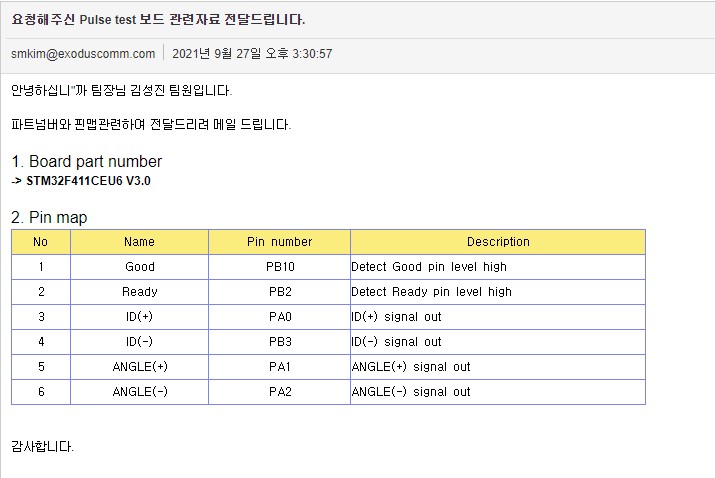 요청해주신 Pulse test 보드 관련자료 전달드립니다.
smkim@exoduscomm.com 2021년 9월 27일 오후 3:30:57
안녕하십니"까 팀장님 김성진 팀원입니다.
파트넘버와 핀맵관련하여 전달드리려 메일 드립니다.
1. Board part number
-> STM32F411CEU6 V3.0
2. Pin map
No Name Pin number Description
1 Good PB10 Detect Good pin level high
2 Ready PB2 Detect Ready pin level high
3 ID(+) PA0 ID(+) signal out
4 ID(-) PB3 ID(-) signal out
5 ANGLE(+) PA1 ANGLE(+) signal out
6 ANGLE(-) PA2 ANGLE(-) signal out
감사합니다.